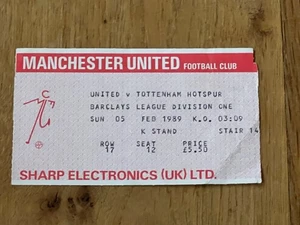 MANCHESTER UNITED FOOTBALL CLUB
UNITED v TOTTENHAM HOTSPUR
BARCLAYS LEAGUE DIVISION ONE
SUN 05 FEB 1989 K.O. 03:09
K STAND STAIR 14
ROW SEAT PRICE
17 12 £5.50
SHARP ELECTRONICS (UK) LTD.